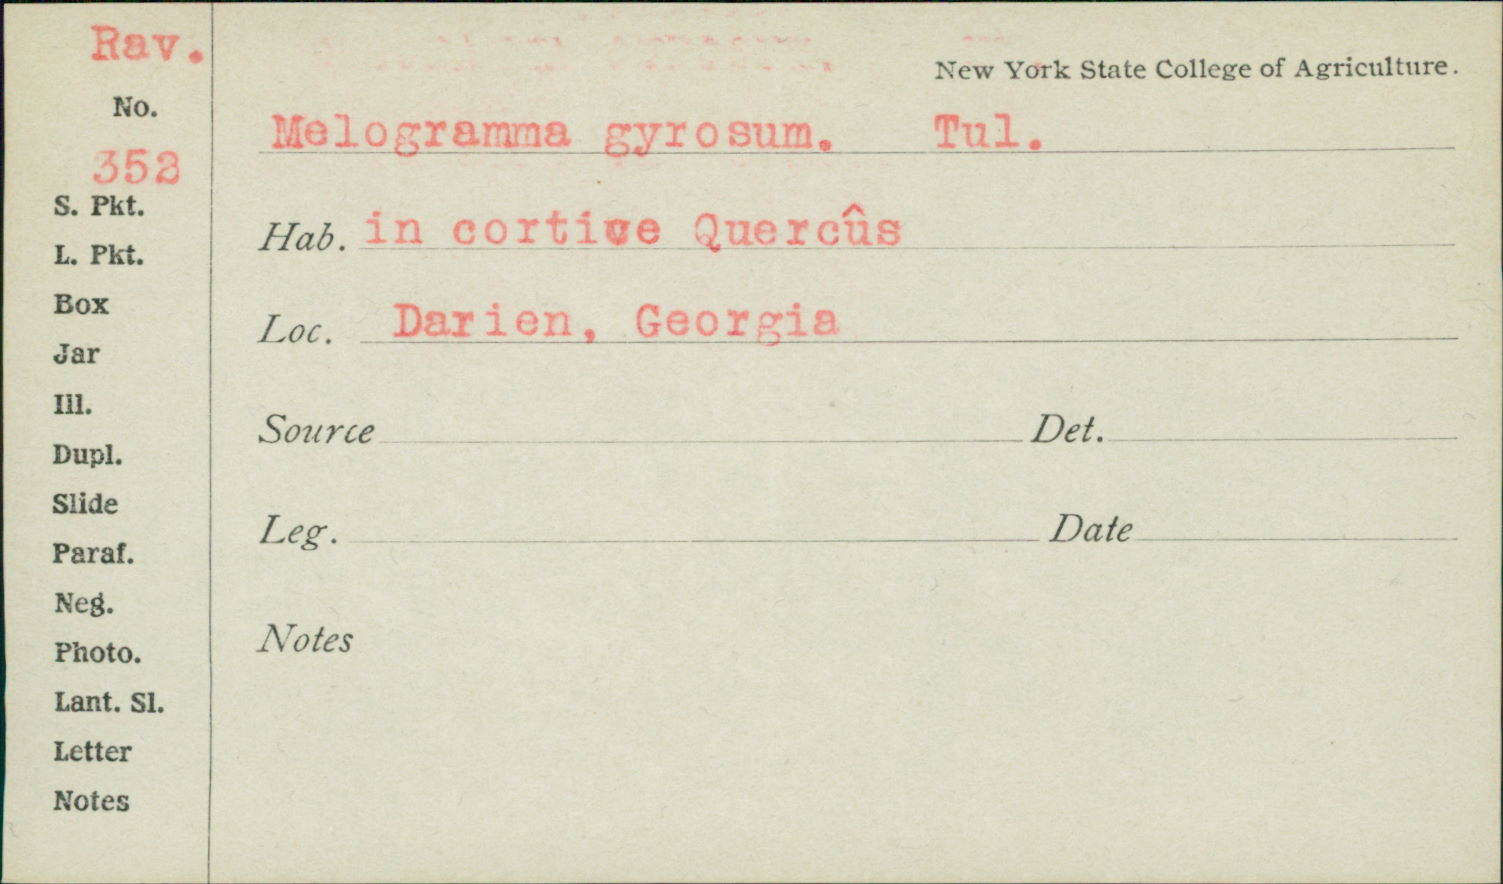 Rav.
No.
352
S. Pkt.
L. Pkt.
Box
Jar
Ill.
Dupl.
Slide
Paraf.
Neg.
Photo.
Lant. Sl.
Letter
Notes
New York State College of Agriculture.
Melogramma gyrosum. Tul.
Hab. in cortice Quercûs
Loc. Darien, Georgia
Source Det.
Leg. Date
Notes